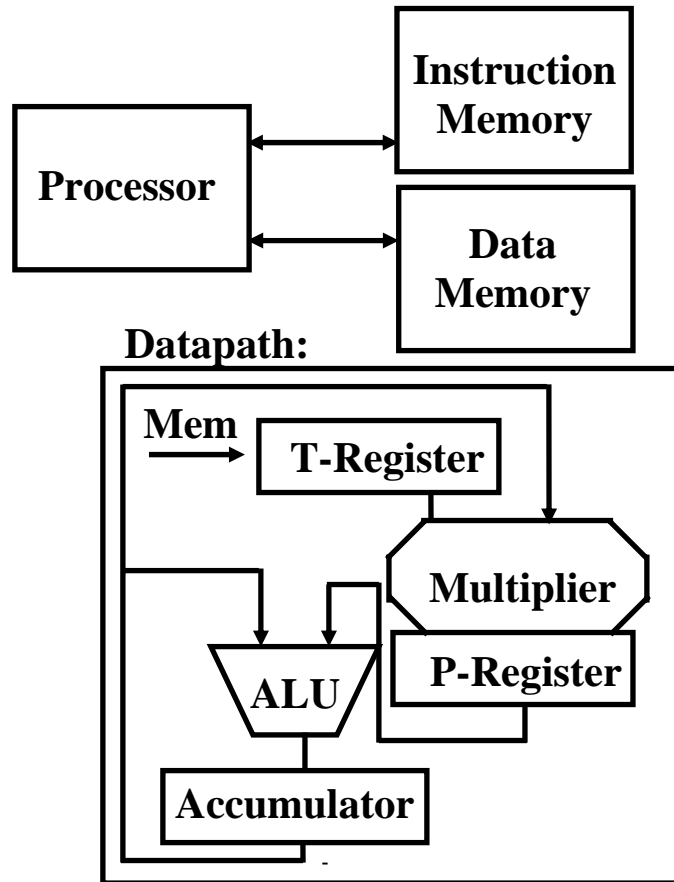 Instruction
Memory
Processor
Data
Memory
Datapath:
Mem
T-Register
Multiplier
P-Register
ALU
Accumulator
-